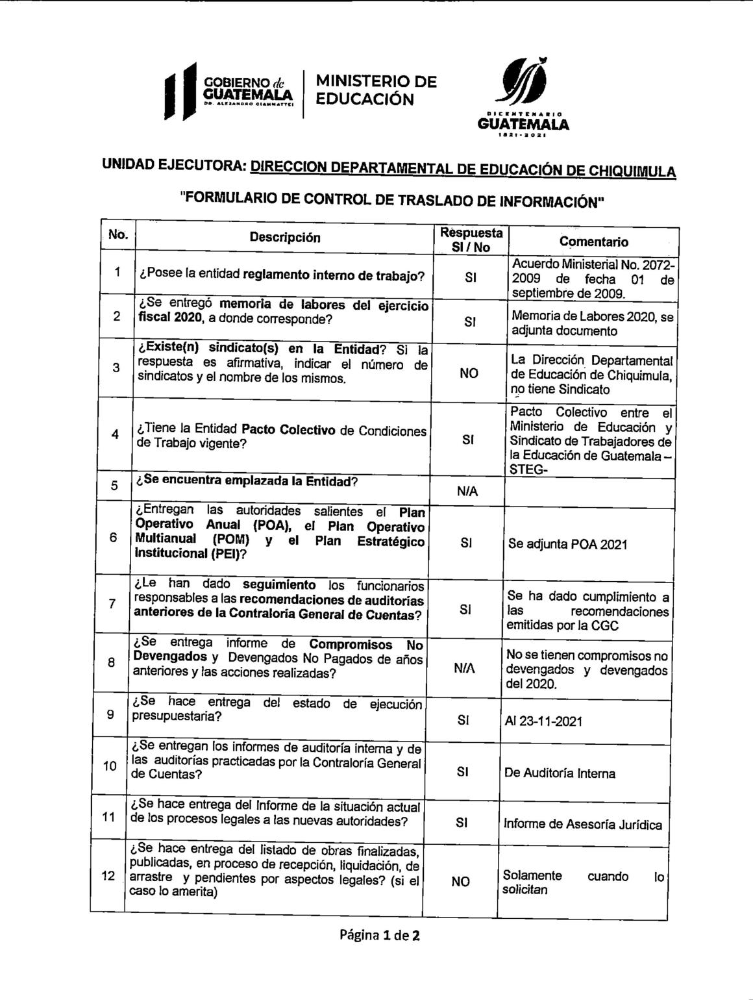 GOBIERNO de
GUATEMALA
DR. ALEJANDRO GIAMMATTEI
MINISTERIO DE
EDUCACIÓN
BICENTENARIO
GUATEMALA
1821-2021
UNIDAD EJECUTORA: DIRECCION DEPARTAMENTAL DE EDUCACIÓN DE CHIQUIMULA
"FORMULARIO DE CONTROL DE TRASLADO DE INFORMACIÓN"
No.
Descripción
Respuesta
SI / No
Comentario
1
¿Posee la entidad reglamento interno de trabajo?
SI
Acuerdo Ministerial No. 2072-
2009 de fecha 01 de
septiembre de 2009.
2
¿Se entregó memoria de labores del ejercicio
fiscal 2020, a donde corresponde?
SI
Memoria de Labores 2020, se
adjunta documento
3
¿Existe(n) sindicato(s) en la Entidad? Si la
respuesta es afirmativa, indicar el número de
sindicatos y el nombre de los mismos.
NO
La Dirección Departamental
de Educación de Chiquimula,
no tiene Sindicato
4
¿Tiene la Entidad Pacto Colectivo de Condiciones
de Trabajo vigente?
SI
Pacto Colectivo entre el
Ministerio de Educación y
Sindicato de Trabajadores de
la Educación de Guatemala –
STEG-
5
¿Se encuentra emplazada la Entidad?
N/A
6
¿Entregan las autoridades salientes el Plan
Operativo Anual (POA), el Plan Operativo
Multianual (POM) y el Plan Estratégico
Institucional (PEI)?
SI
Se adjunta POA 2021
7
¿Le han dado seguimiento los funcionarios
responsables a las recomendaciones de auditorías
anteriores de la Contraloría General de Cuentas?
SI
Se ha dado cumplimiento a
las recomendaciones
emitidas por la CGC
8
¿Se entrega informe de Compromisos No
Devengados y Devengados No Pagados de años
anteriores y las acciones realizadas?
N/A
No se tienen compromisos no
devengados y devengados
del 2020.
9
¿Se hace entrega del estado de ejecución
presupuestaria?
SI
Al 23-11-2021
10
¿Se entregan los informes de auditoría interna y de
las auditorías practicadas por la Contraloría General
de Cuentas?
SI
De Auditoría Interna
11
¿Se hace entrega del Informe de la situación actual
de los procesos legales a las nuevas autoridades?
SI
Informe de Asesoría Jurídica
12
¿Se hace entrega del listado de obras finalizadas,
publicadas, en proceso de recepción, liquidación, de
arrastre y pendientes por aspectos legales? (si el
caso lo amerita)
NO
Solamente cuando lo
solicitan
Página 1 de 2